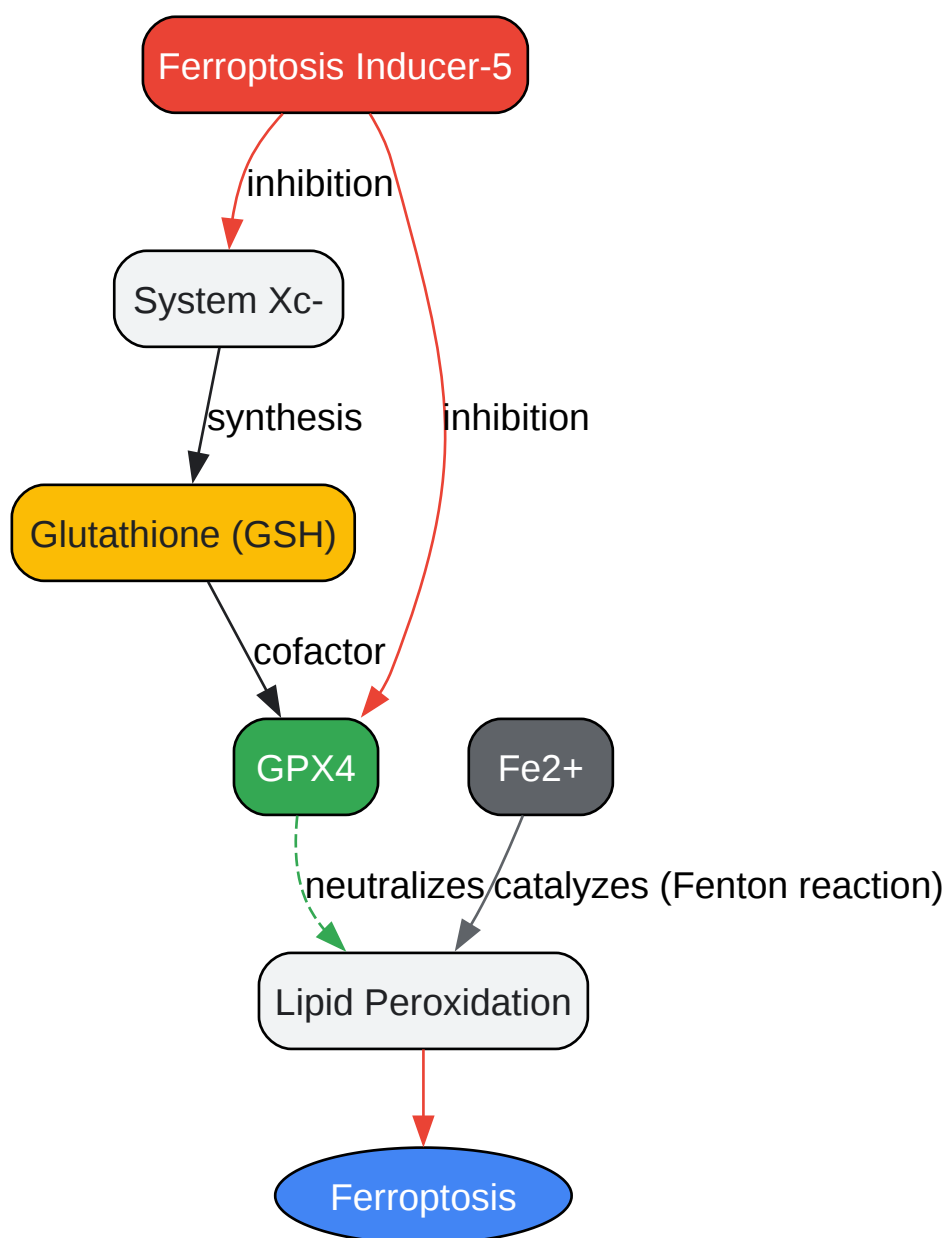 Ferroptosis Inducer-5
inhibition
System Xc-
synthesis
inhibition
Glutathione (GSH)
cofactor
GPX4
Fe2+
neutralizes
catalyzes (Fenton reaction)
Lipid Peroxidation
Ferroptosis